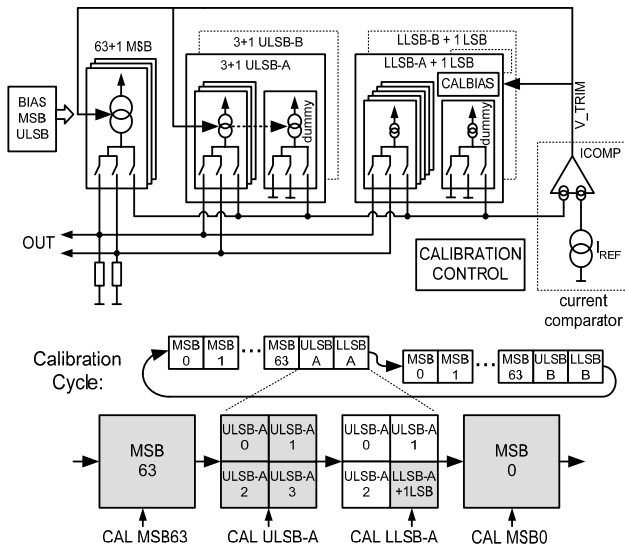 63+1 MSB
3+1 ULSB-B
3+1 ULSB-A
LLSB-B + 1 LSB
LLSB-A + 1 LSB
CALBIAS
BIAS
MSB
ULSB
dummy
dummy
V_TRIM
ICOMP
IREF
OUT
CALIBRATION
CONTROL
current
comparator
Calibration
Cycle:
MSB
0
MSB
1
...
MSB
63
ULSB
A
LLSB
A
MSB
0
MSB
1
...
MSB
63
ULSB
B
LLSB
B
MSB
63
ULSB-A
0
ULSB-A
1
ULSB-A
2
ULSB-A
3
ULSB-A
0
ULSB-A
1
ULSB-A
2
LLSB-A
+1LSB
MSB
0
CAL MSB63
CAL ULSB-A
CAL LLSB-A
CAL MSB0